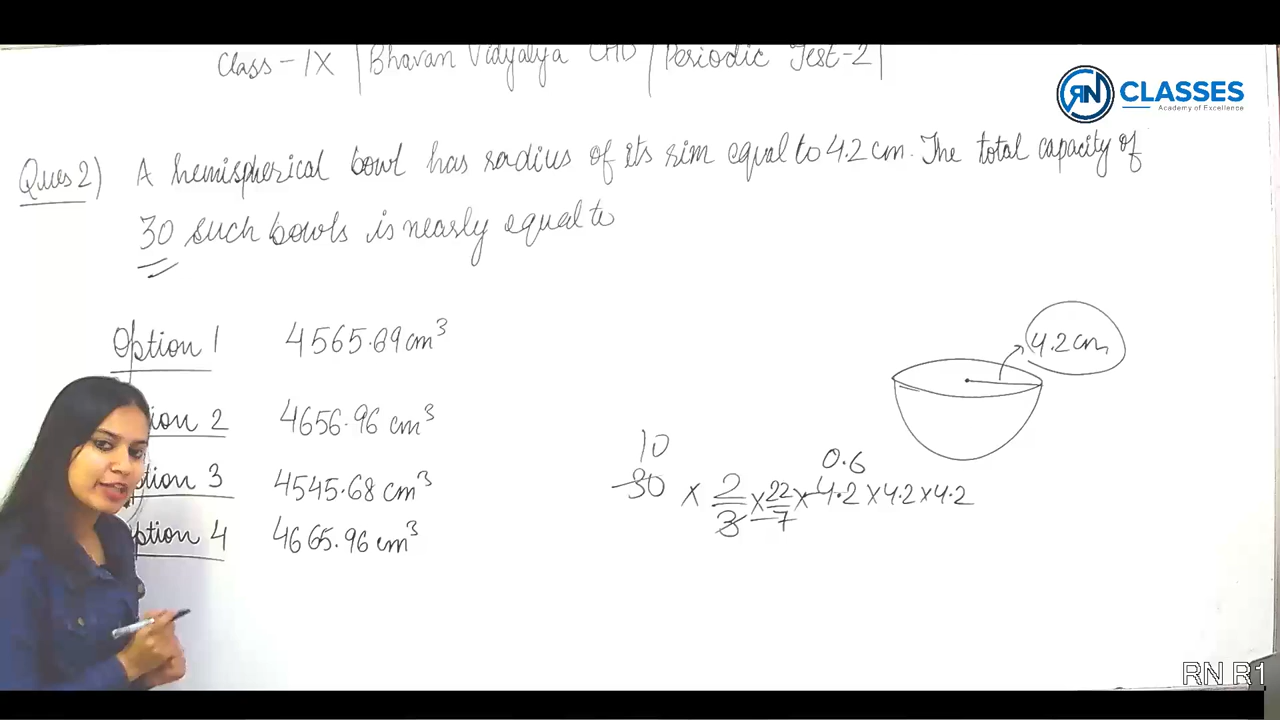 Class-IX | Bhavan Vidyalya CHD | Periodic Test-2 |
RN CLASSES
Academy of Excellence
Ques 2) A hemispherical bowl has radius of its rim equal to 4.2 cm. The total capacity of
30 such bowls is nearly equal to
Option 1 4565.89 cm³
4.2 cm
tion 2 4656.96 cm³
10
0.6
ption 3 4545.68 cm³
30 × 2/3 × 22/7 × 4.2 × 4.2 × 4.2
ption 4 4665.96 cm³
RN R1